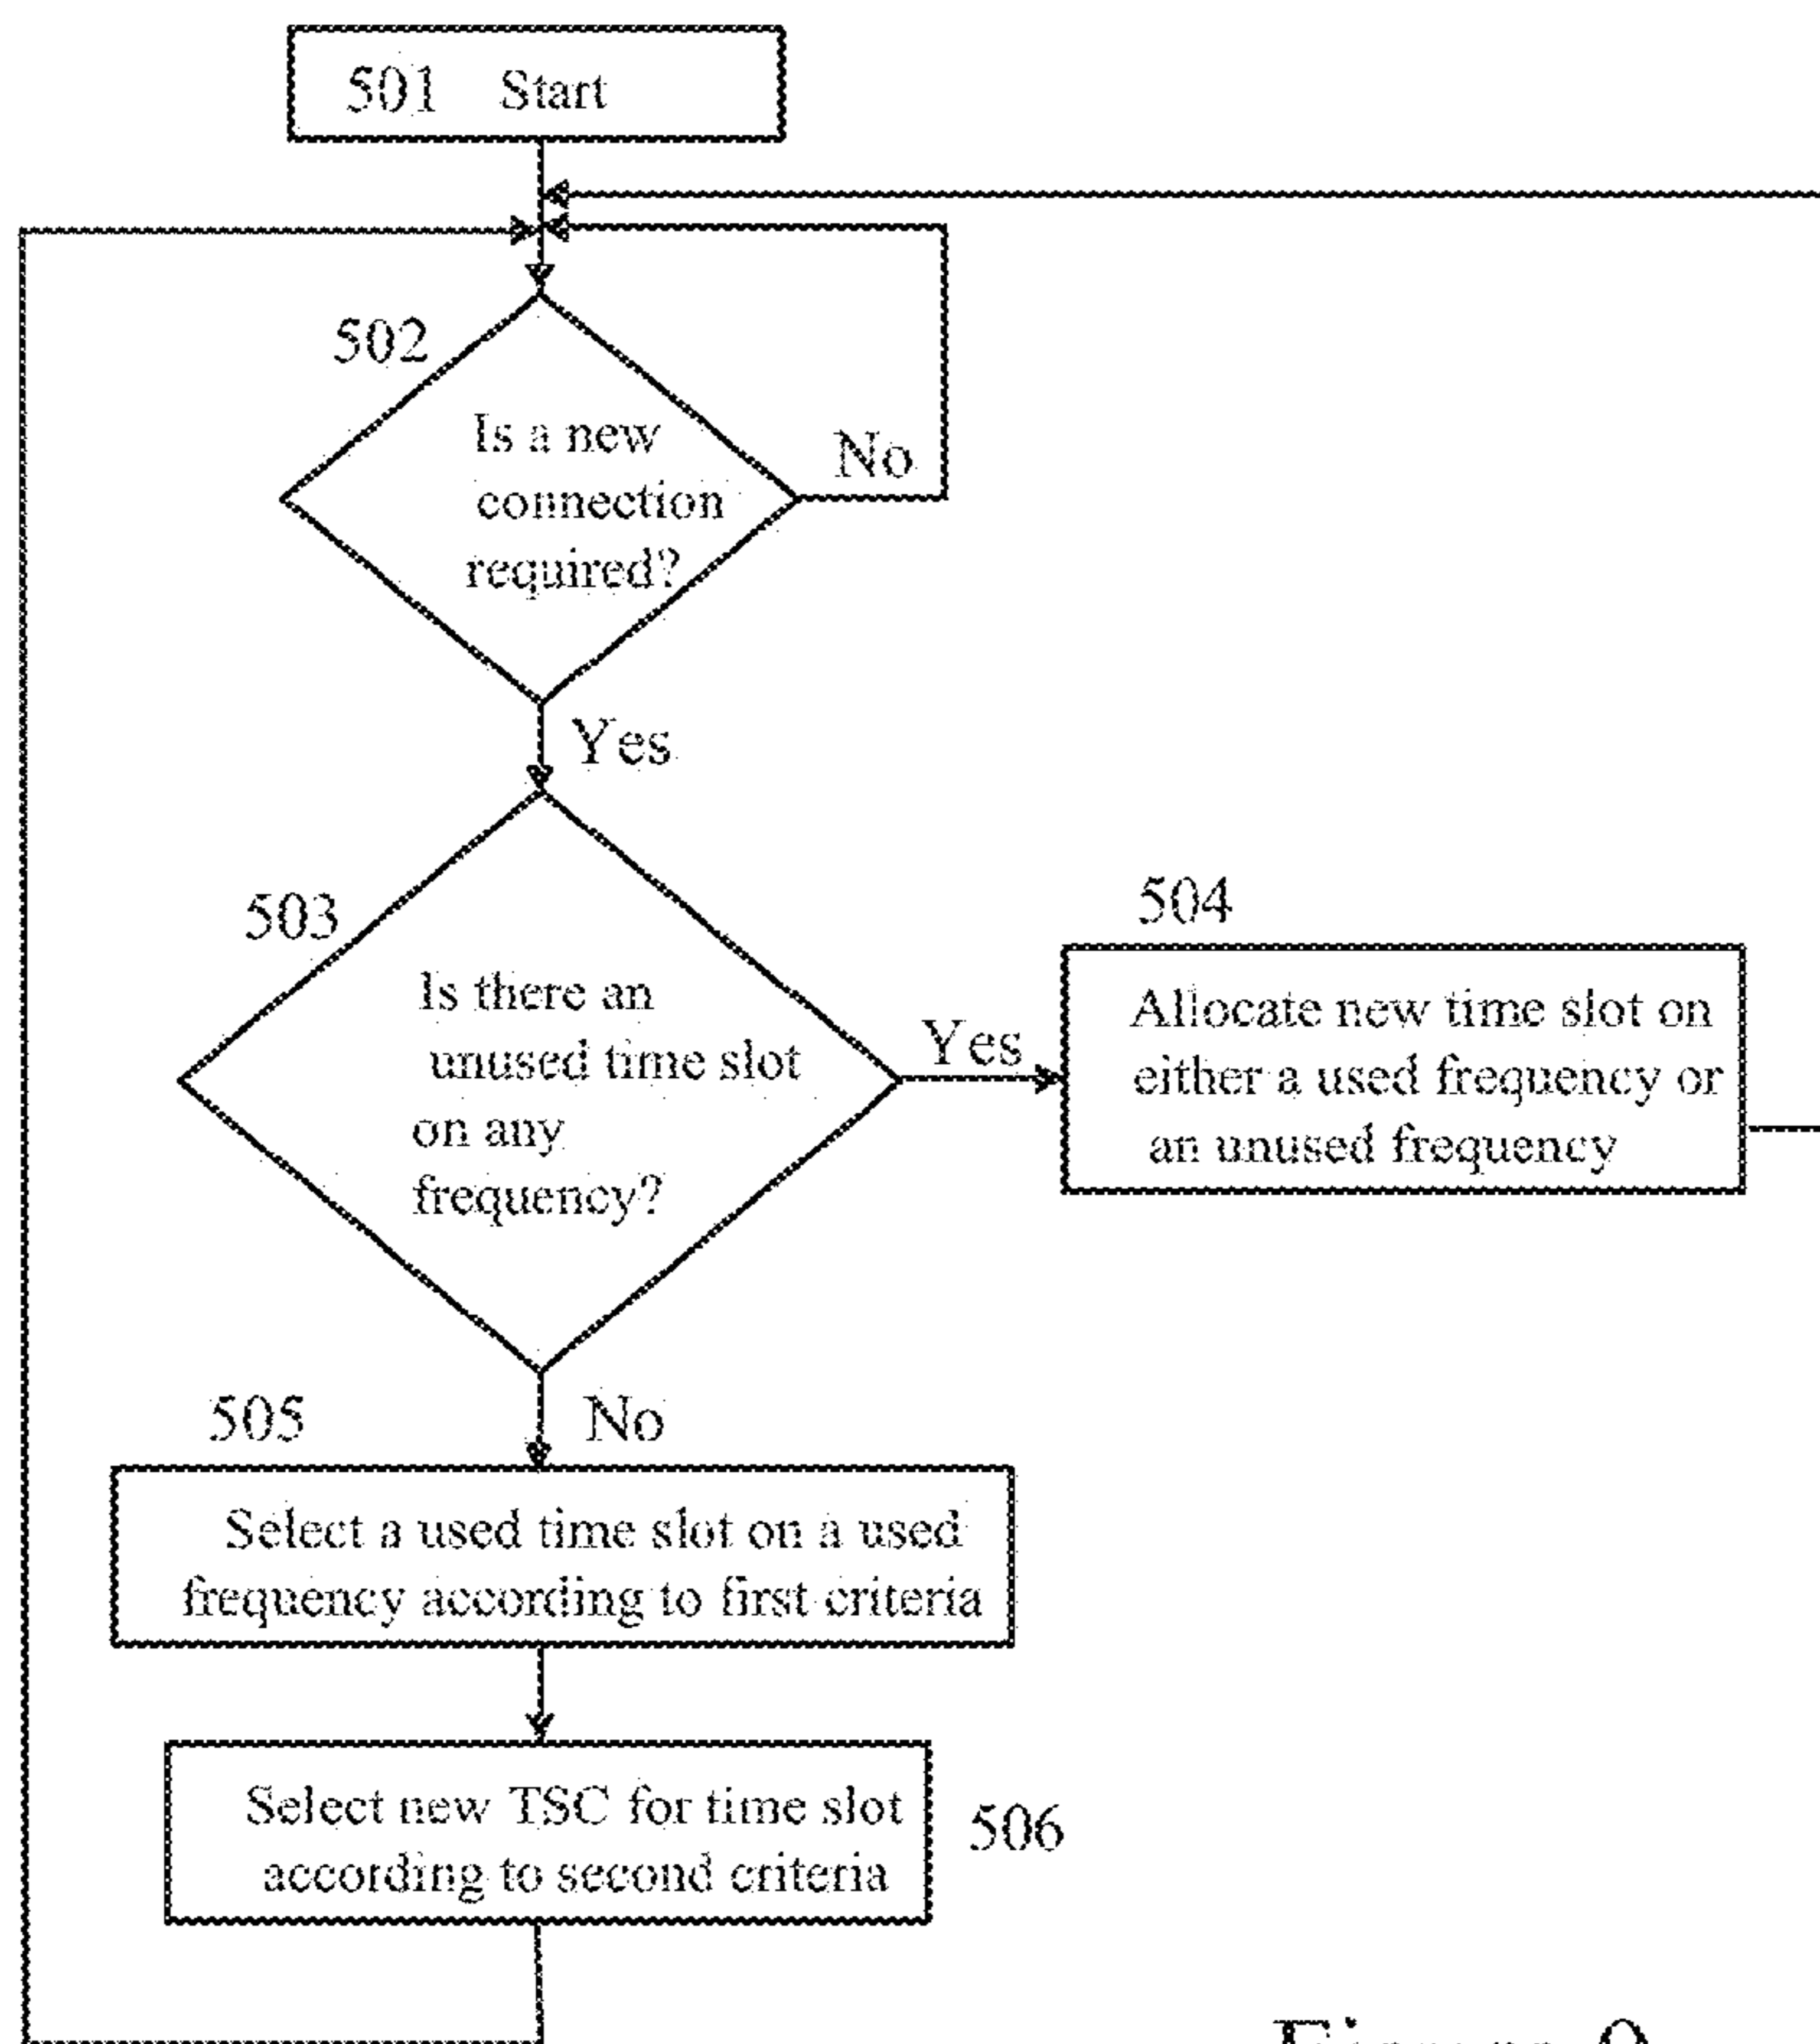 501 Start
502
Is a new
connection
required?
No
Yes
503
Is there an
unused time slot
on any
frequency?
Yes
504
Allocate new time slot on
either a used frequency or
an unused frequency
505
No
Select a used time slot on a used
frequency according to first criteria
Select new TSC for time slot
according to second criteria
506